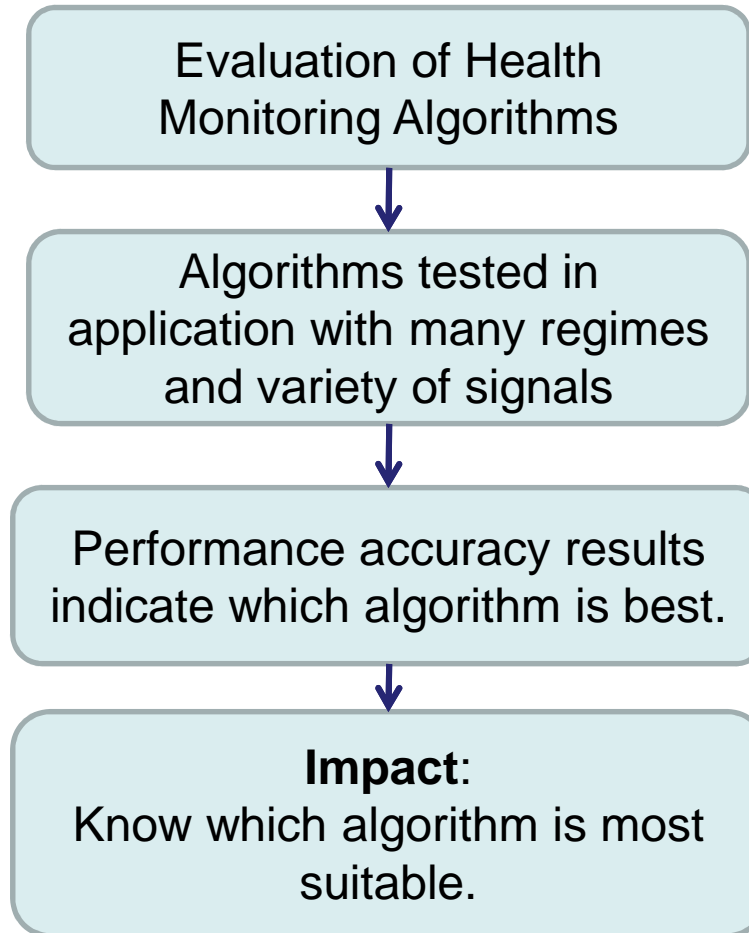 Evaluation of Health
Monitoring Algorithms
Algorithms tested in
application with many regimes
and variety of signals
Performance accuracy results
indicate which algorithm is best.
Impact:
Know which algorithm is most
suitable.